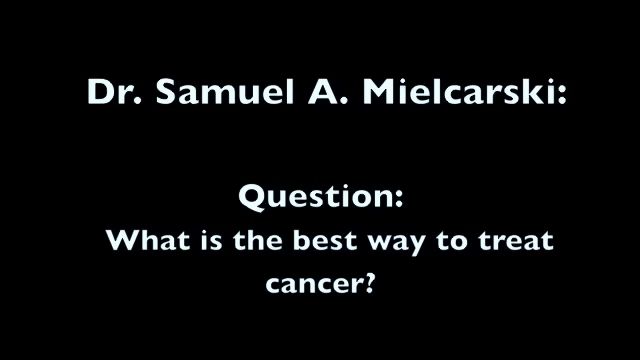 Dr. Samuel A. Mielcarski:
Question:
What is the best way to treat
cancer?